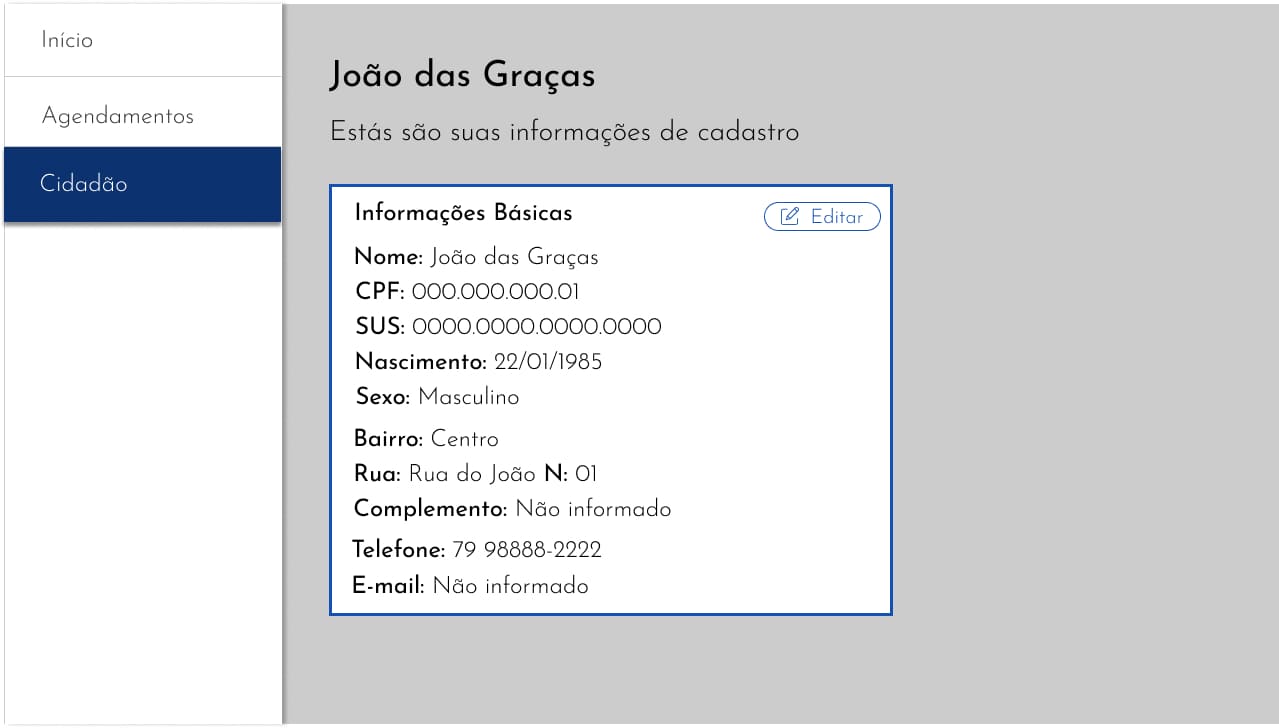 Início
Agendamentos
Cidadão
João das Graças
Estás são suas informações de cadastro
Informações Básicas
Editar
Nome: João das Graças
CPF: 000.000.000.01
SUS: 0000.0000.0000.0000
Nascimento: 22/01/1985
Sexo: Masculino
Bairro: Centro
Rua: Rua do João N: 01
Complemento: Não informado
Telefone: 79 98888-2222
E-mail: Não informado